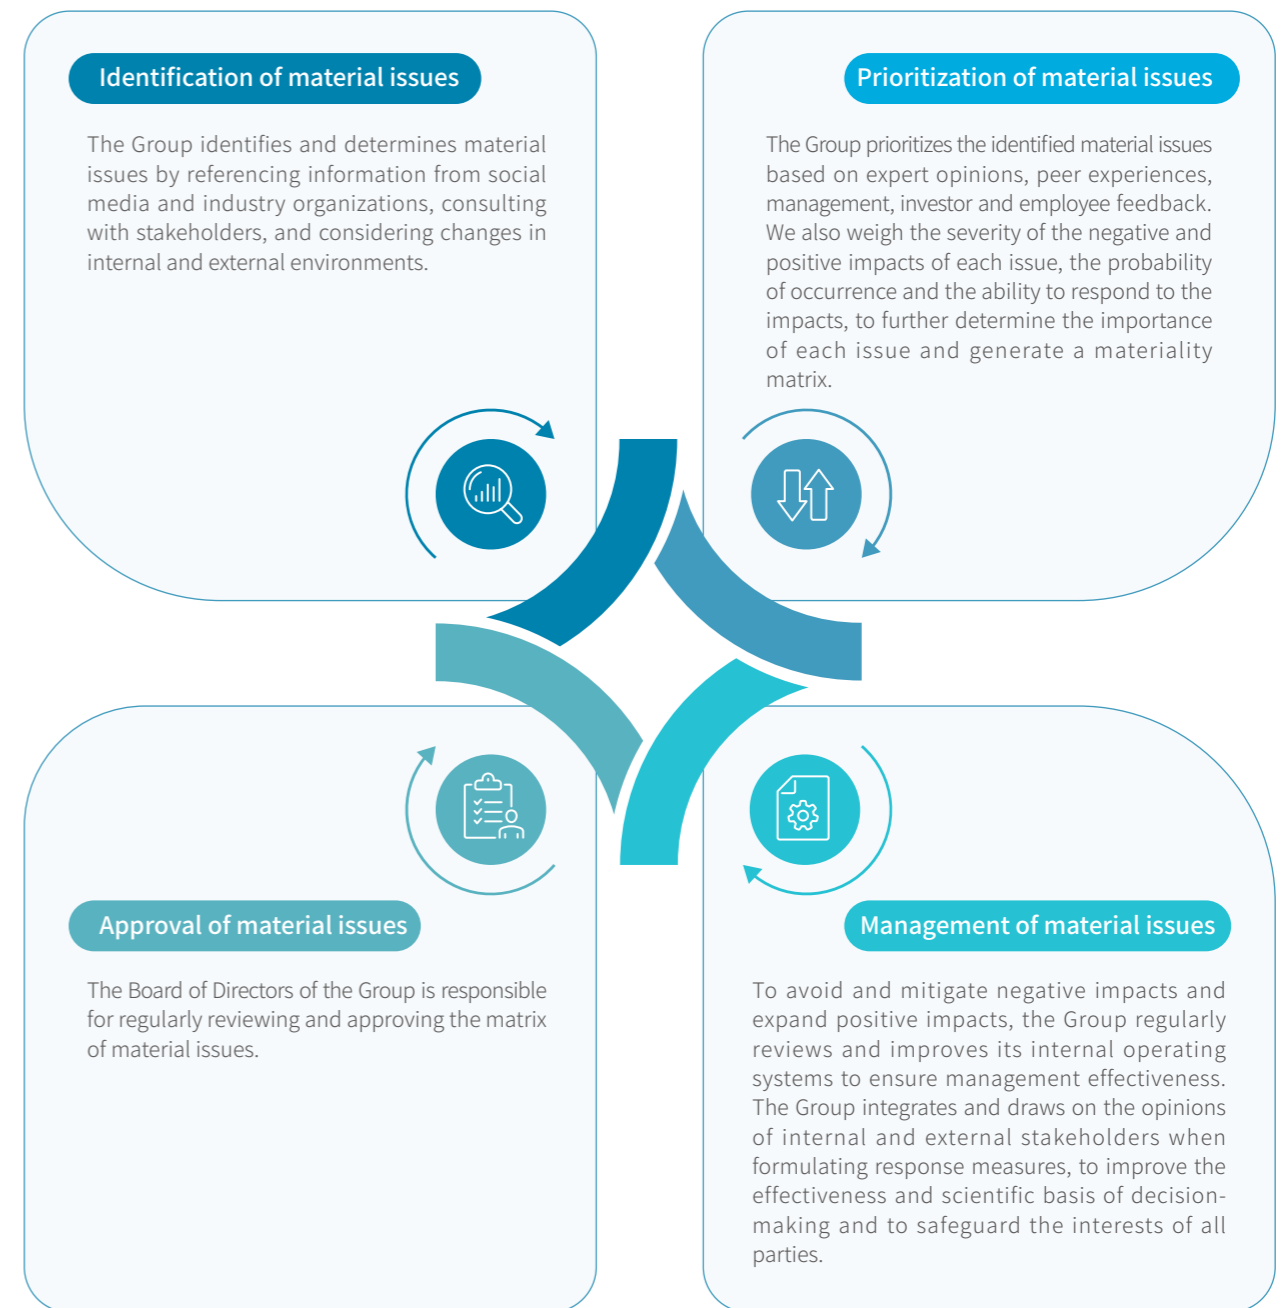 Identification of material issues
The Group identifies and determines material
issues by referencing information from social
media and industry organizations, consulting
with stakeholders, and considering changes in
internal and external environments.
Prioritization of material issues
The Group prioritizes the identified material issues
based on expert opinions, peer experiences,
management, investor and employee feedback.
We also weigh the severity of the negative and
positive impacts of each issue, the probability
of occurrence and the ability to respond to the
impacts, to further determine the importance
of each issue and generate a materiality
matrix.
Approval of material issues
The Board of Directors of the Group is responsible
for regularly reviewing and approving the matrix
of material issues.
Management of material issues
To avoid and mitigate negative impacts and
expand positive impacts, the Group regularly
reviews and improves its internal operating
systems to ensure management effectiveness.
The Group integrates and draws on the opinions
of internal and external stakeholders when
formulating response measures, to improve the
effectiveness and scientific basis of decision-
making and to safeguard the interests of all
parties.